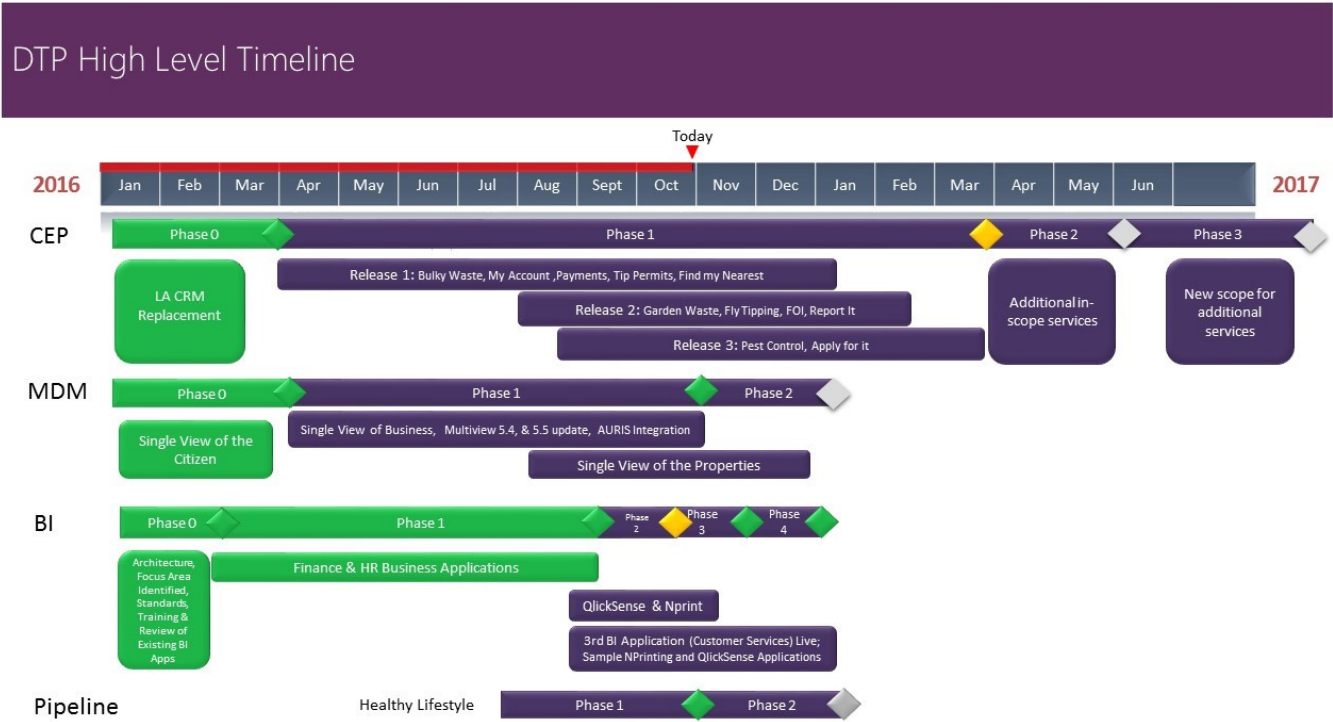 DTP High Level Timeline
Today
2016 Jan Feb Mar Apr May Jun Jul Aug Sept Oct Nov Dec Jan Feb Mar Apr May Jun 2017
CEP Phase 0 Phase 1 Phase 2 Phase 3
LA CRM
Replacement
Release 1: Bulky Waste, My Account ,Payments, Tip Permits, Find my Nearest
Release 2: Garden Waste, Fly Tipping, FOI, Report It
Release 3: Pest Control, Apply for it
Additional in-
scope services
New scope for
additional
services
MDM Phase 0 Phase 1 Phase 2
Single View of the
Citizen
Single View of Business, Multiview 5.4, & 5.5 update, AURIS Integration
Single View of the Properties
BI Phase 0 Phase 1 Phase
2 Phase
3 Phase
4
Architecture,
Focus Area
Identified,
Standards,
Training &
Review of
Existing BI
Apps
Finance & HR Business Applications
QlickSense & Nprint
3rd BI Application (Customer Services) Live;
Sample NPrinting and QlickSense Applications
Pipeline Healthy Lifestyle Phase 1 Phase 2